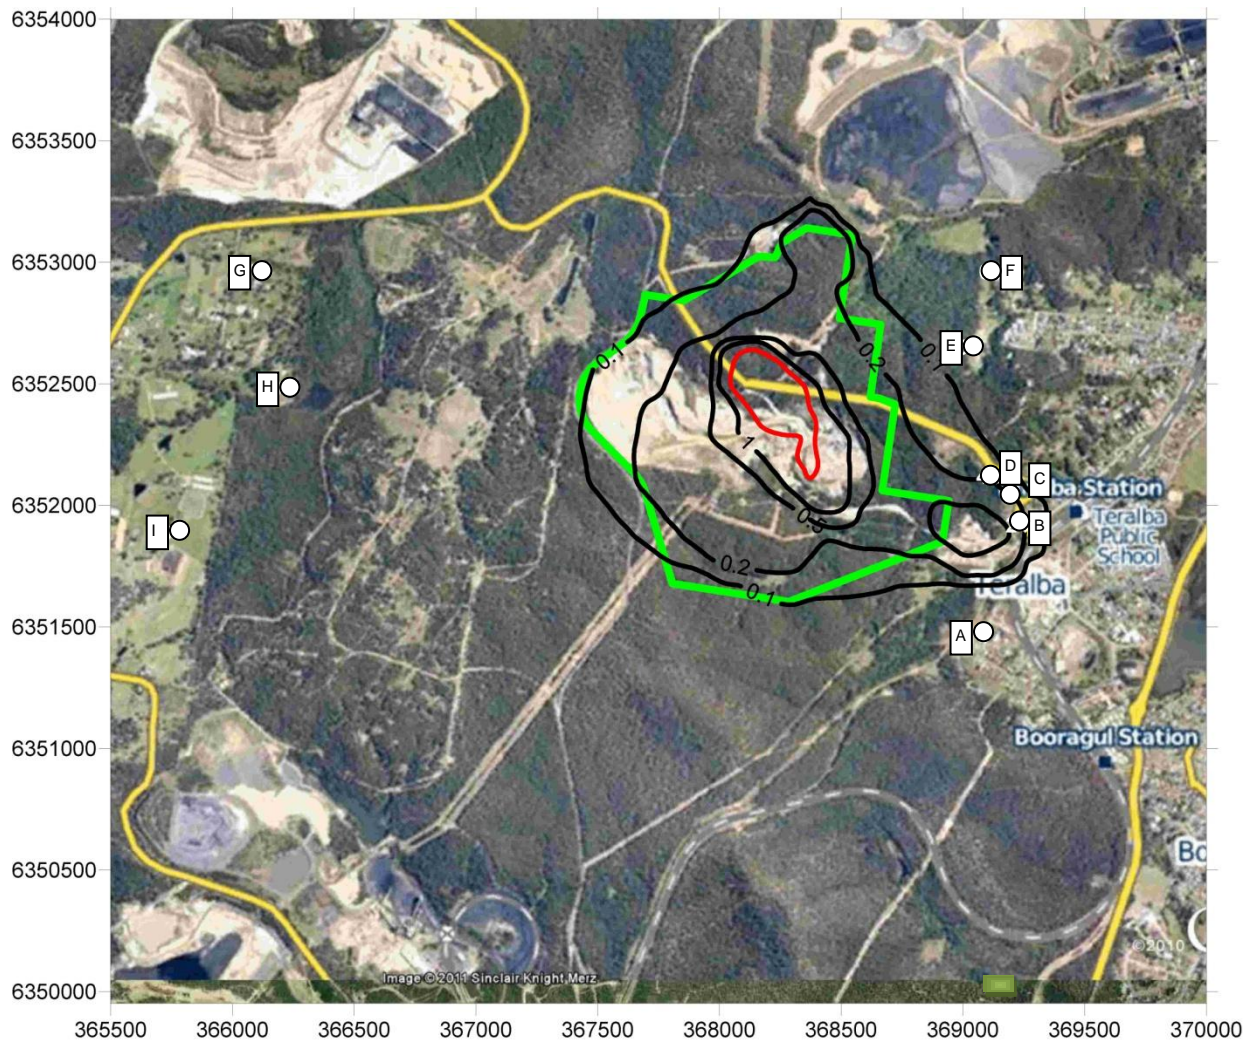 6354000
6353500
6353000
6352500
6352000
6351500
6351000
6350500
6350000
G
F
E
0.1
0.2
0.1
H
D
C
1
ba Station
Teralba
Public
School
0.5
B
I
0.2
0.1
Teralba
A
Booragul Station
Bo
©2010
Image © 2011 Sinclair Knight Merz
365500 366000 366500 367000 367500 368000 368500 369000 369500 370000